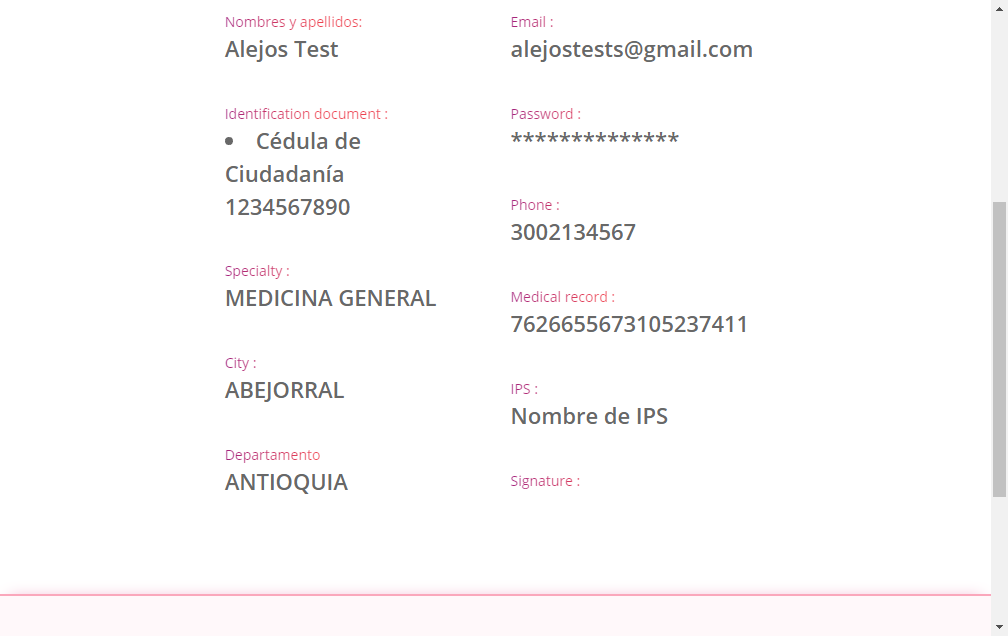 Nombres y apellidos:
Alejos Test
Identification document :
• Cédula de
Ciudadanía
1234567890
Specialty :
MEDICINA GENERAL
City :
ABEJORRAL
Departamento
ANTIOQUIA
Email :
alejostests@gmail.com
Password :
**************
Phone :
3002134567
Medical record :
7626655673105237411
IPS :
Nombre de IPS
Signature :